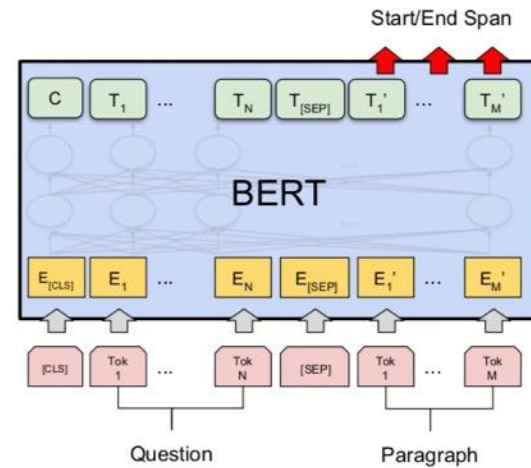 Start/End Span
C T1 ... TN T[SEP] T1' ... TM'
...
BERT
...
E[CLS] E1 ... EN E[SEP] E1' ... EM'
[CLS] Tok 1 ... Tok N [SEP] Tok 1 ... Tok M
Question Paragraph